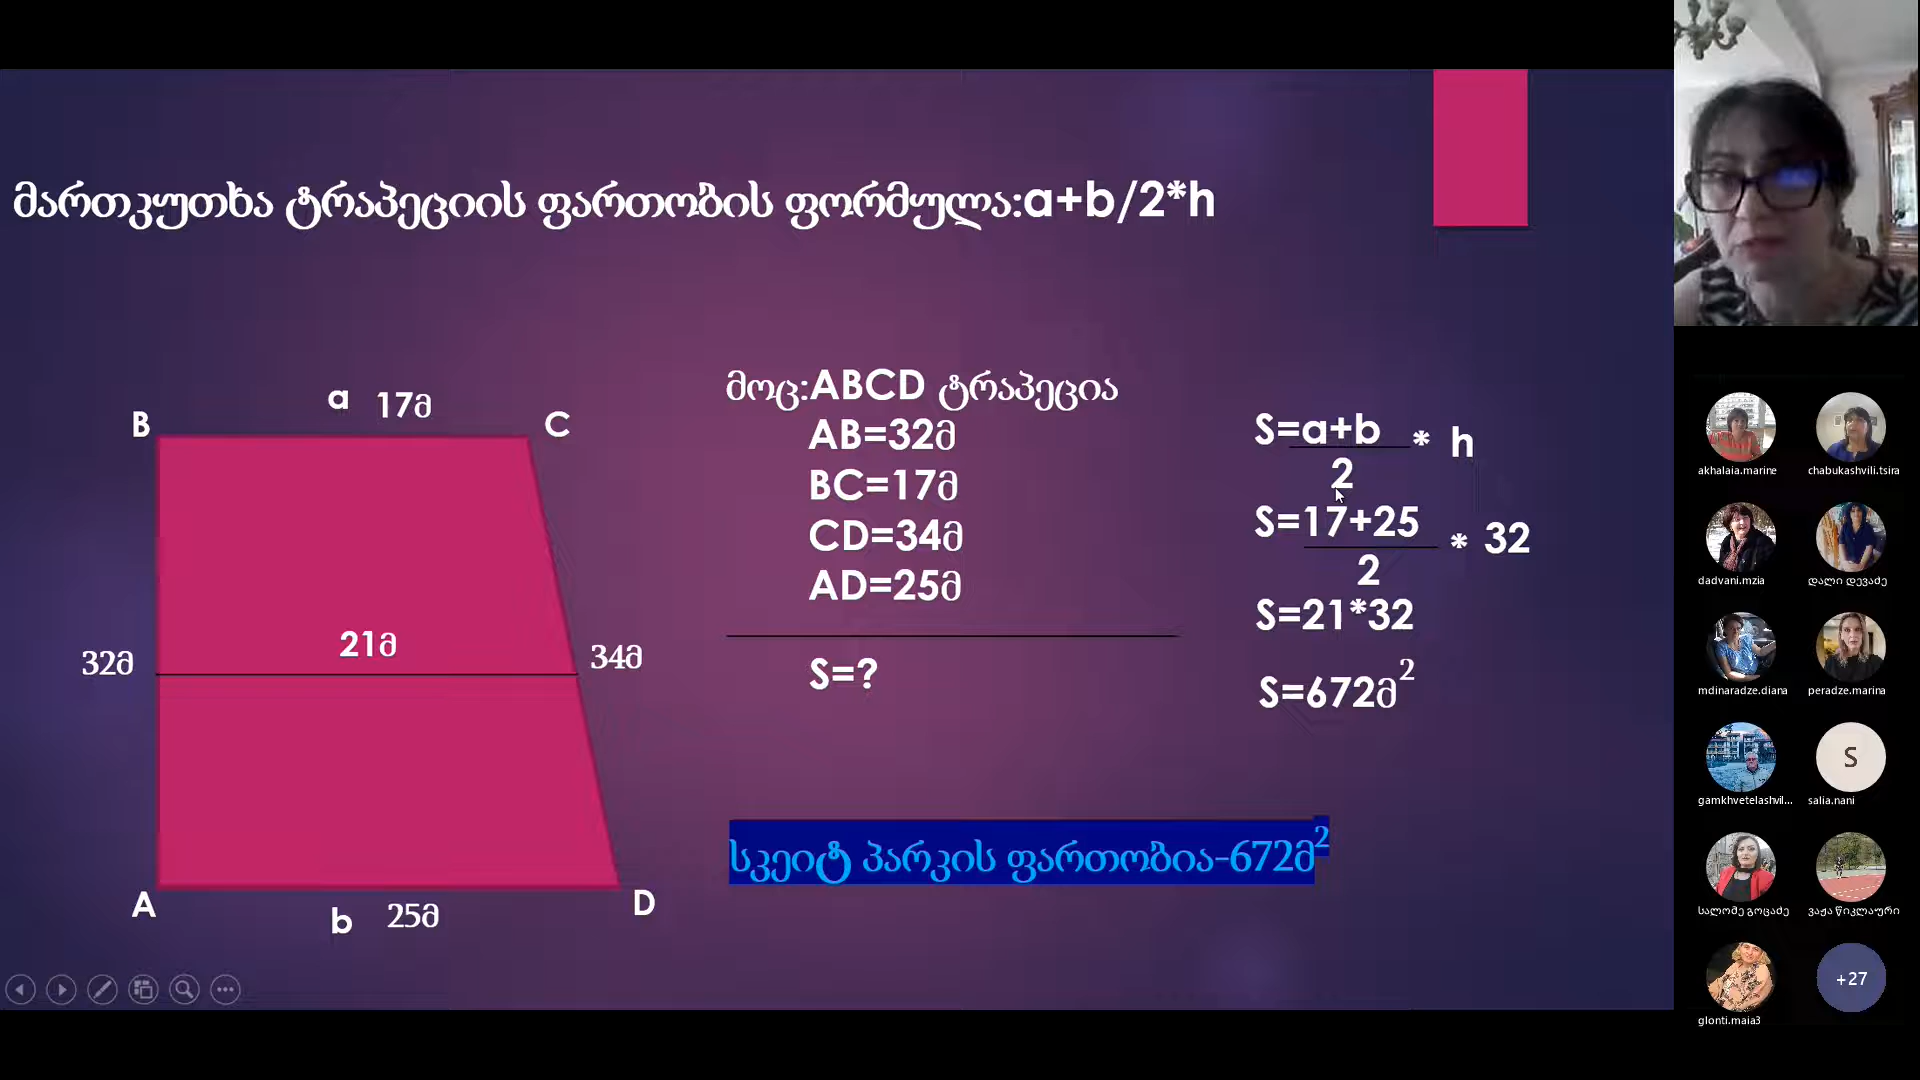 მართკუთხა ტრაპეციის ფართობის ფორმულა:a+b/2*h
a 17მ
B
C
32მ
21მ
34მ
A
b 25მ
D
მოც:ABCD ტრაპეცია
AB=32მ
BC=17მ
CD=34მ
AD=25მ
S=?
S=a+b * h
2
S=17+25 * 32
2
S=21*32
S=672მ²
სკეიტ პარკის ფართობია-672მ²
akhalaia.marine
chabukashvili.tsira
dadvani.mzia
დალი დევაძე
mdinaradze.diana
peradze.marina
gamkhvetelashvil...
S
salia.nani
სალომე გოცაძე
ვაჟა წიკლაური
glonti.maia3
+27